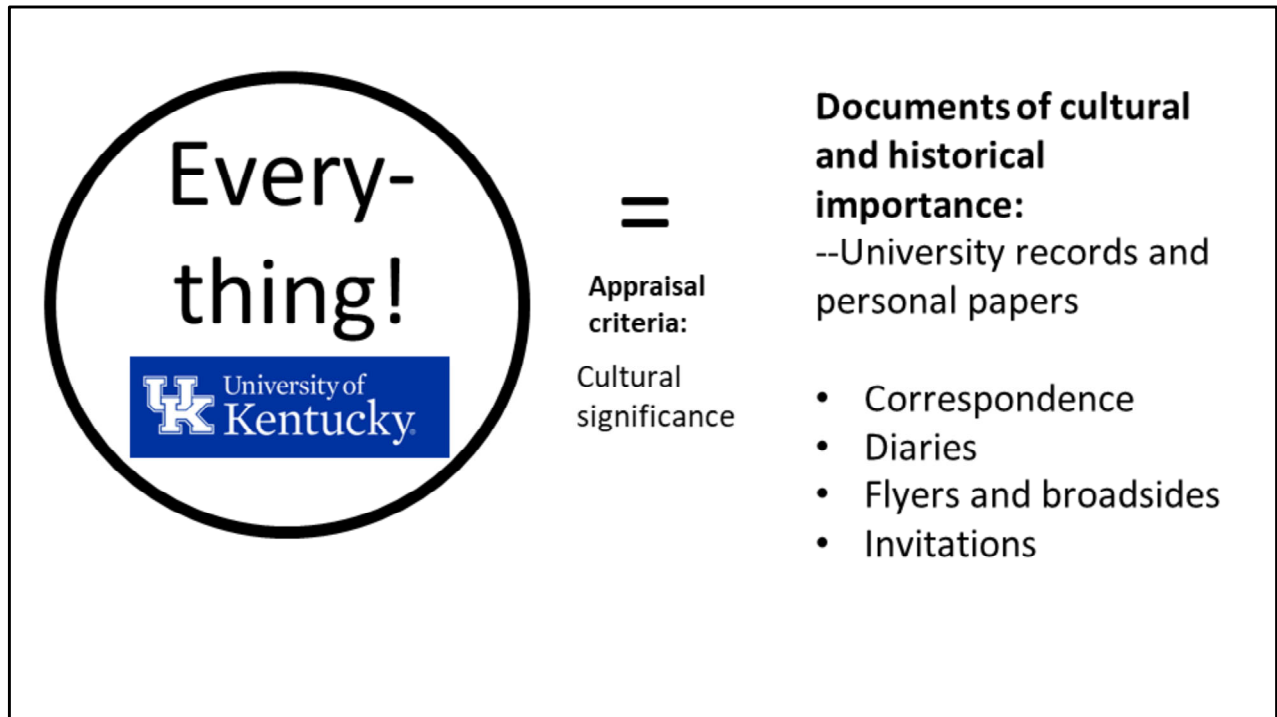 Every-
thing!
UK
University of
Kentucky.
=
Appraisal
criteria:
Cultural
significance
Documents of cultural
and historical
importance:
--University records and
personal papers
• Correspondence
• Diaries
• Flyers and broadsides
• Invitations